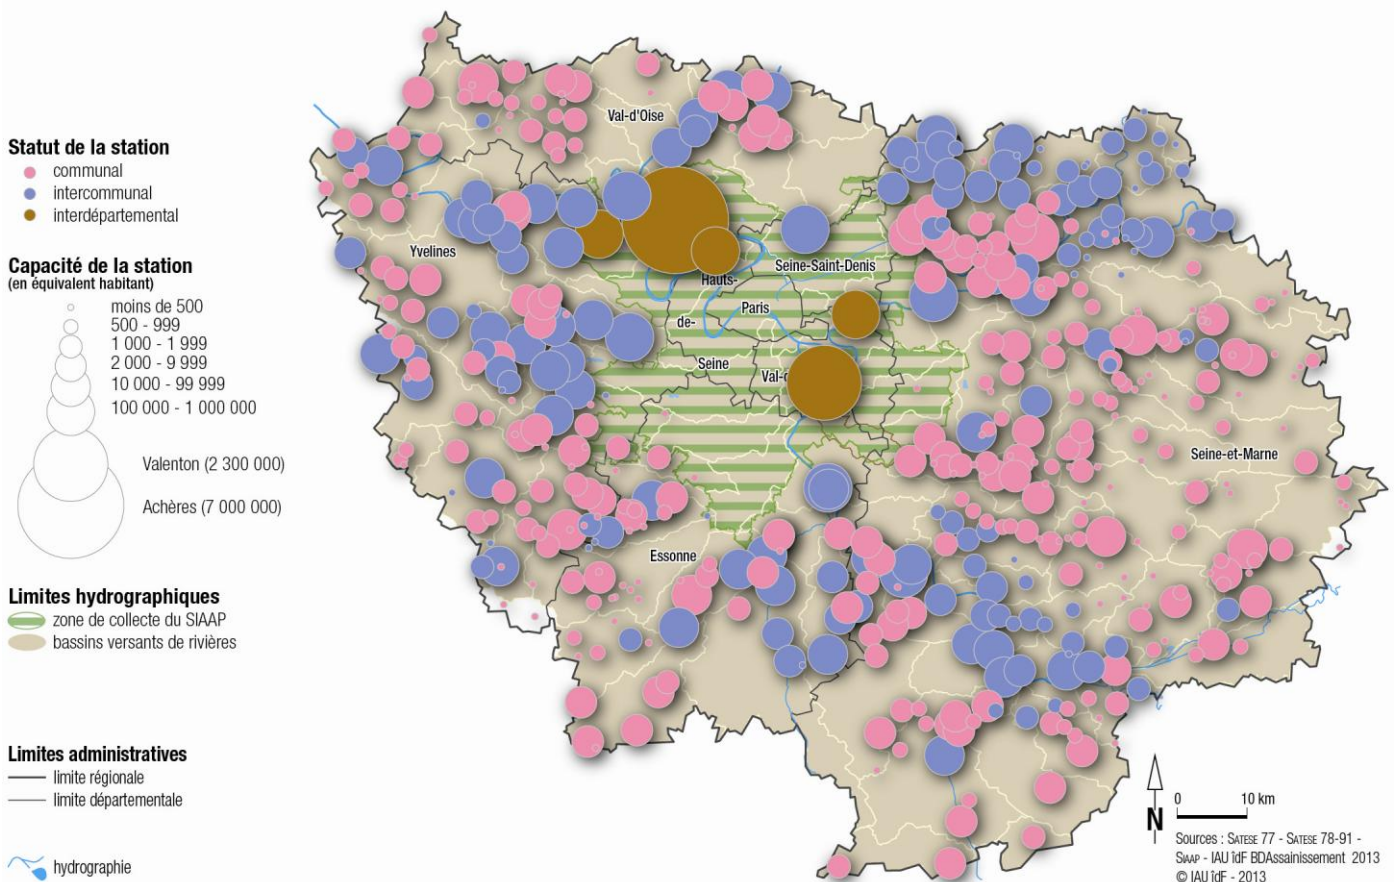 Statut de la station
communal
intercommunal
interdépartemental
Capacité de la station
(en équivalent habitant)
moins de 500
500 - 999
1 000 - 1 999
2 000 - 9 999
10 000 - 99 999
100 000 - 1 000 000
Valenton (2 300 000)
Achères (7 000 000)
Limites hydrographiques
zone de collecte du SIAAP
bassins versants de rivières
Limites administratives
limite régionale
limite départementale
hydrographie
Val-d'Oise
Yvelines
Seine-Saint-Denis
Hauts-
Paris
de-
Seine
Val-
Seine-et-Marne
Essonne
N
0 10 km
Sources : SATESE 77 - SATESE 78-91 -
SIAAP - IAU îdF BDAssainissement 2013
© IAU îdF - 2013